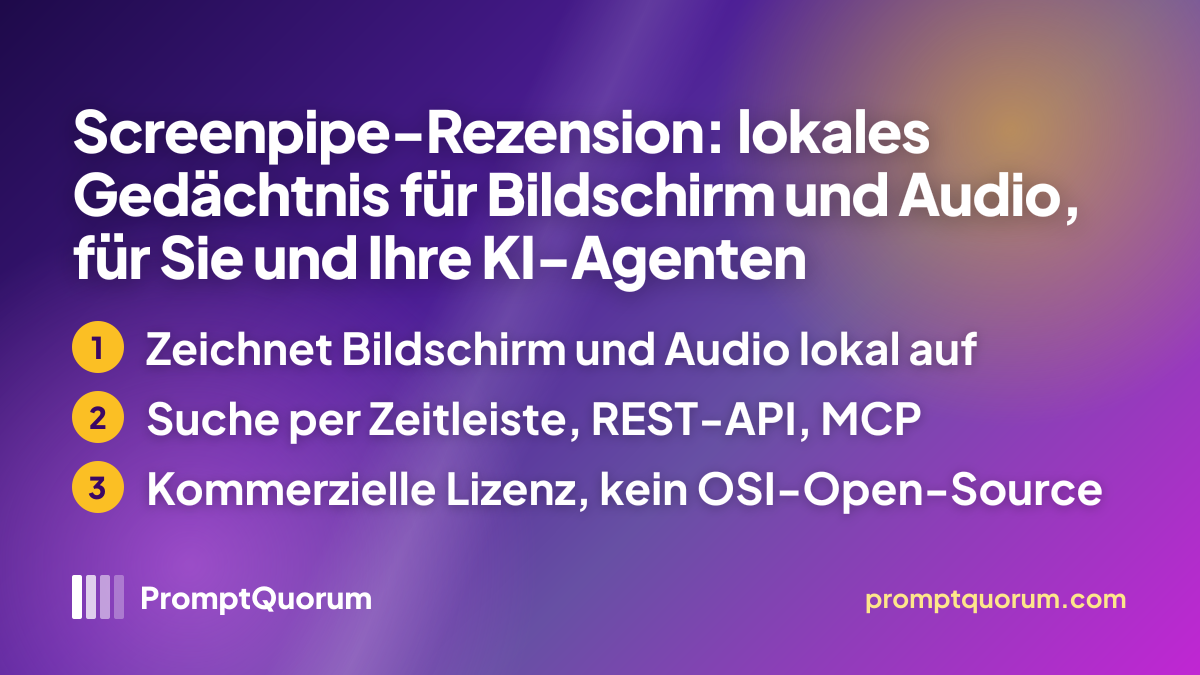 Screenpipe-Rezension: lokales
Gedächtnis für Bildschirm und Audio,
für Sie und Ihre KI-Agenten
1 Zeichnet Bildschirm und Audio lokal auf
2 Suche per Zeitleiste, REST-API, MCP
3 Kommerzielle Lizenz, kein OSI-Open-Source
PromptQuorum
promptquorum.com